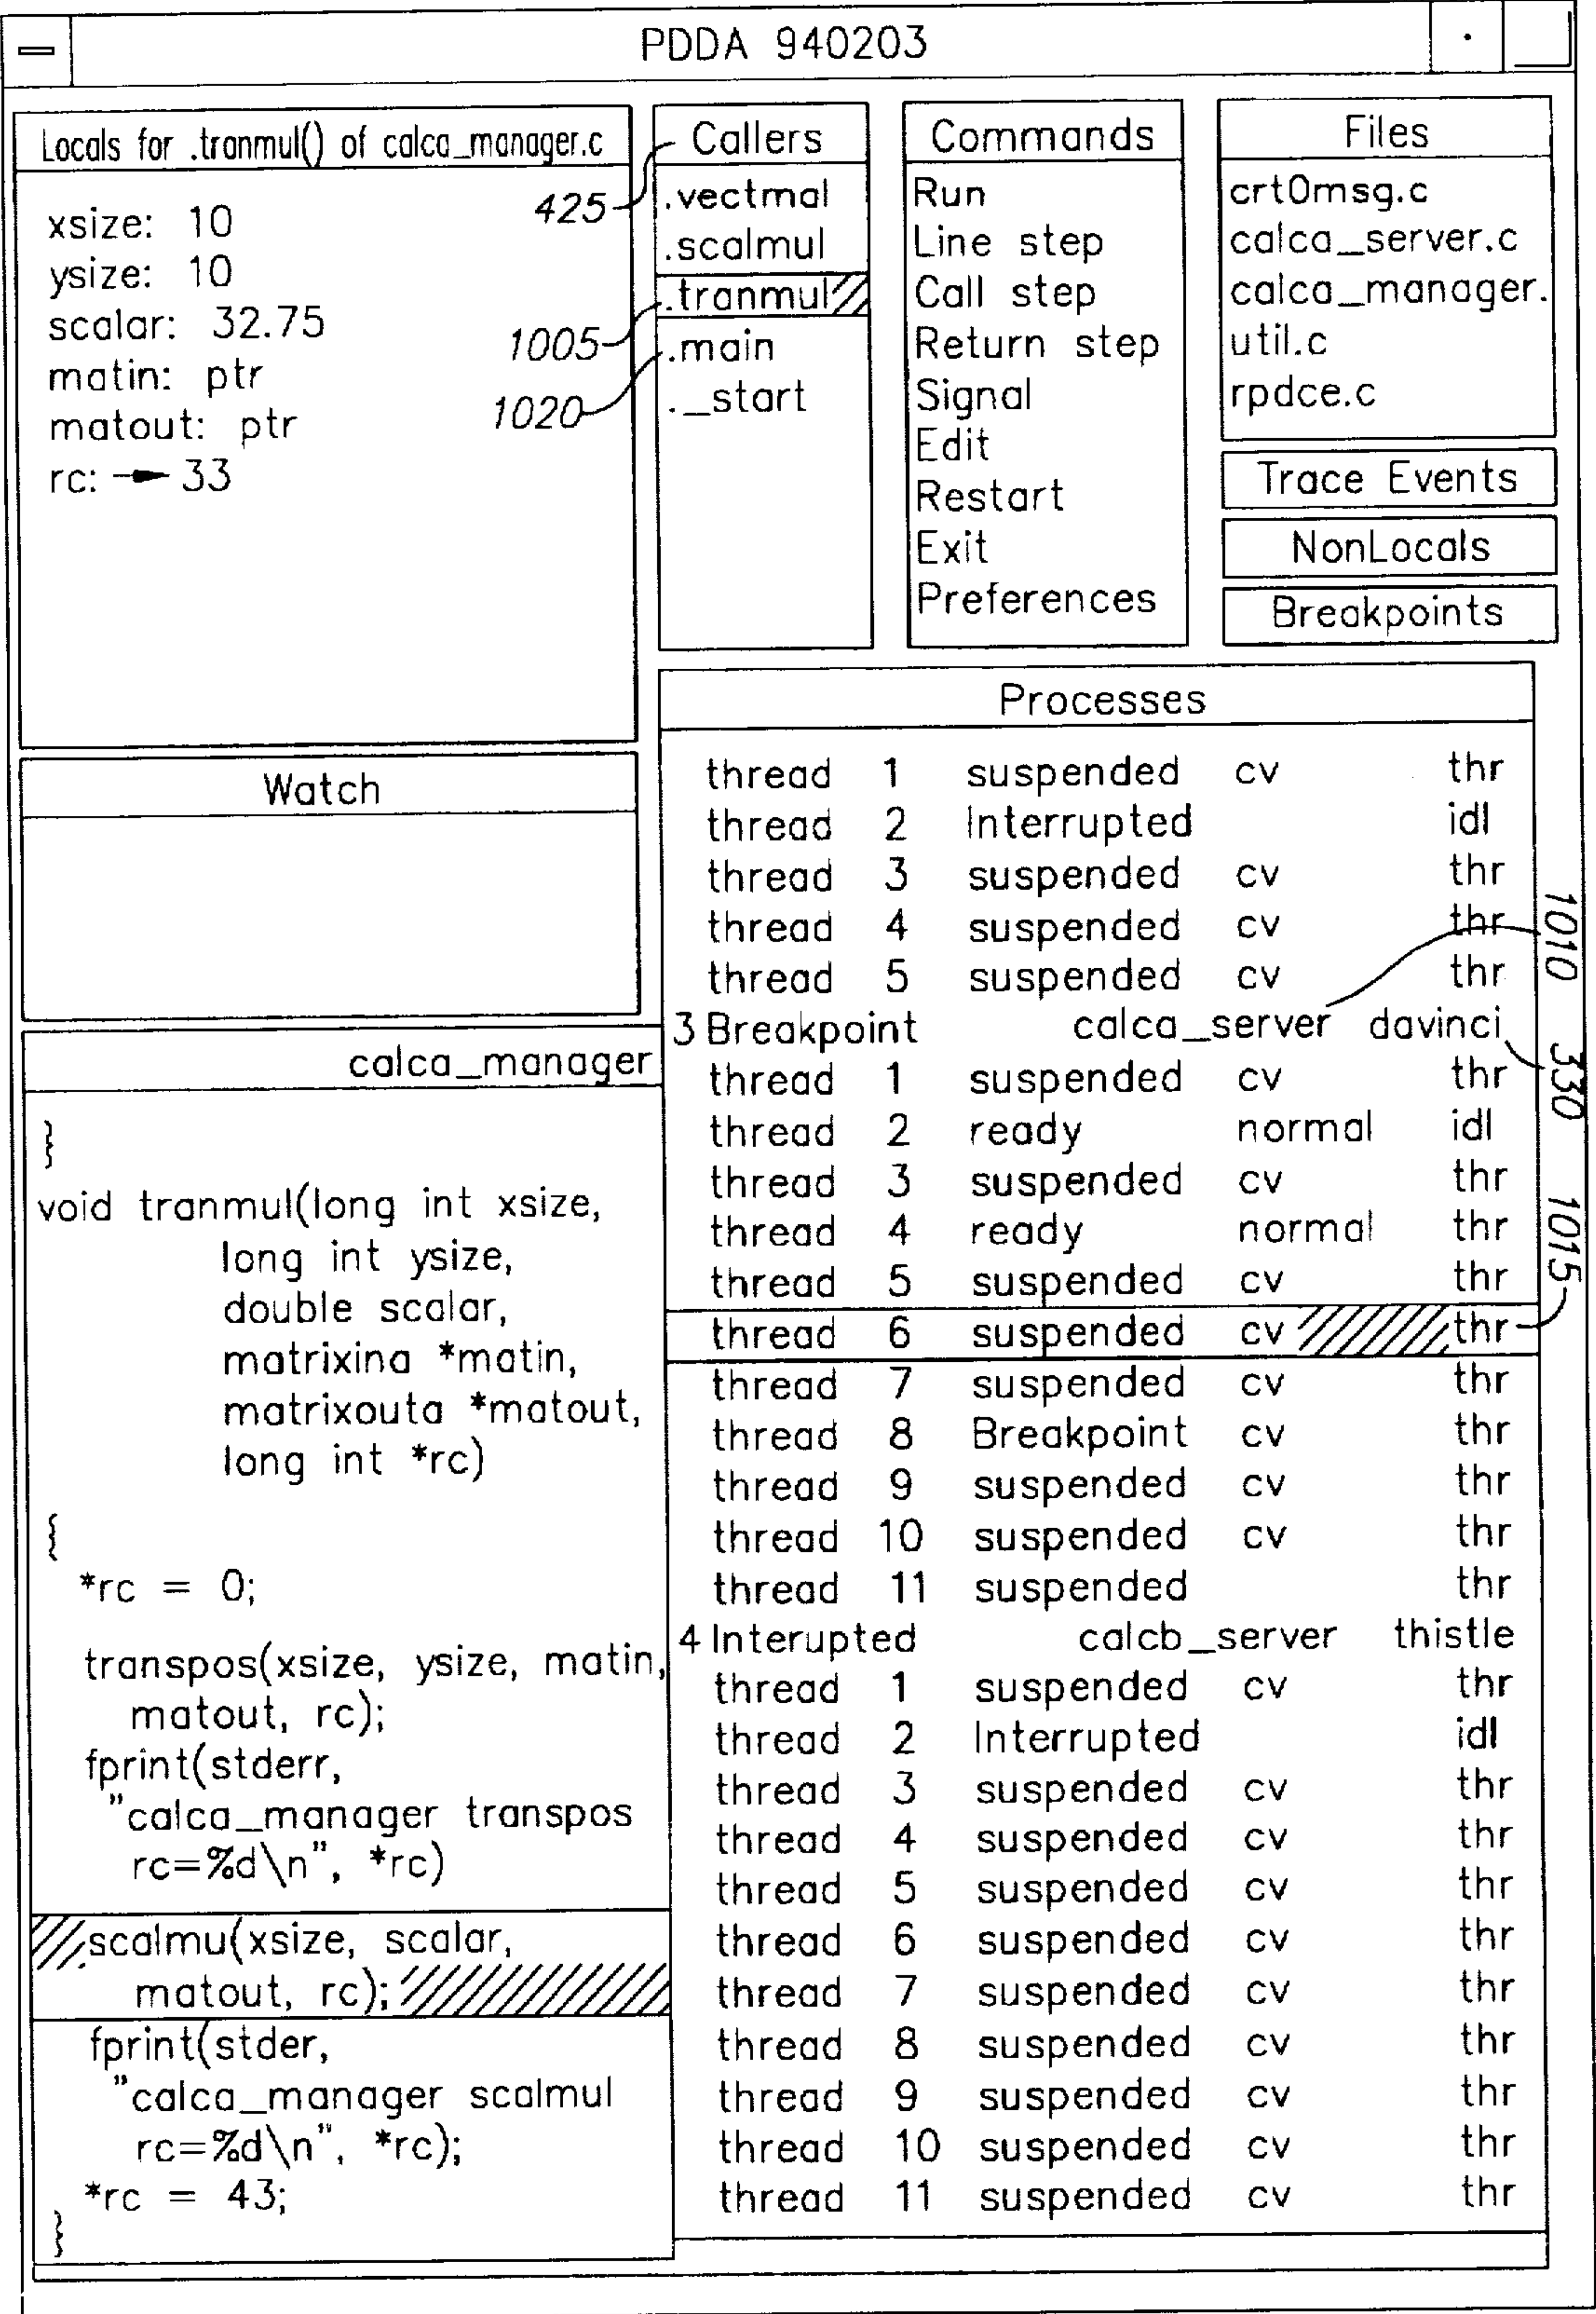 PDDA 940203
Locals for .tranmul() of calca_manager.c
xsize: 10
ysize: 10
scalar: 32.75
matin: ptr
matout: ptr
rc: → 33
425
1005
1020
Callers
.vectmal
.scalmul
.tranmul
.main
._start
Commands
Run
Line step
Call step
Return step
Signal
Edit
Restart
Exit
Preferences
Files
crt0msg.c
calca_server.c
calca_manager.
util.c
rpdce.c
Trace Events
NonLocals
Breakpoints
Watch
calca_manager
}
void tranmul(long int xsize,
long int ysize,
double scalar,
matrixina *matin,
matrixouta *matout,
long int *rc)
{
*rc = 0;
transpos(xsize, ysize, matin,
matout, rc);
fprint(stderr,
"calca_manager transpos
rc=%d\n", *rc)
scalmu(xsize, scalar,
matout, rc);
fprint(stder,
"calca_manager scalmul
rc=%d\n", *rc);
*rc = 43;
}
Processes
thread 1 suspended cv thr
thread 2 Interrupted idl
thread 3 suspended cv thr
thread 4 suspended cv thr
thread 5 suspended cv thr
3 Breakpoint calca_server davinci
thread 1 suspended cv thr
thread 2 ready normal idl
thread 3 suspended cv thr
thread 4 ready normal thr
thread 5 suspended cv thr
thread 6 suspended cv thr
thread 7 suspended cv thr
thread 8 Breakpoint cv thr
thread 9 suspended cv thr
thread 10 suspended cv thr
thread 11 suspended thr
4 Interupted calcb_server thistle
thread 1 suspended cv thr
thread 2 Interrupted idl
thread 3 suspended cv thr
thread 4 suspended cv thr
thread 5 suspended cv thr
thread 6 suspended cv thr
thread 7 suspended cv thr
thread 8 suspended cv thr
thread 9 suspended cv thr
thread 10 suspended cv thr
thread 11 suspended cv thr
1010
330
1015